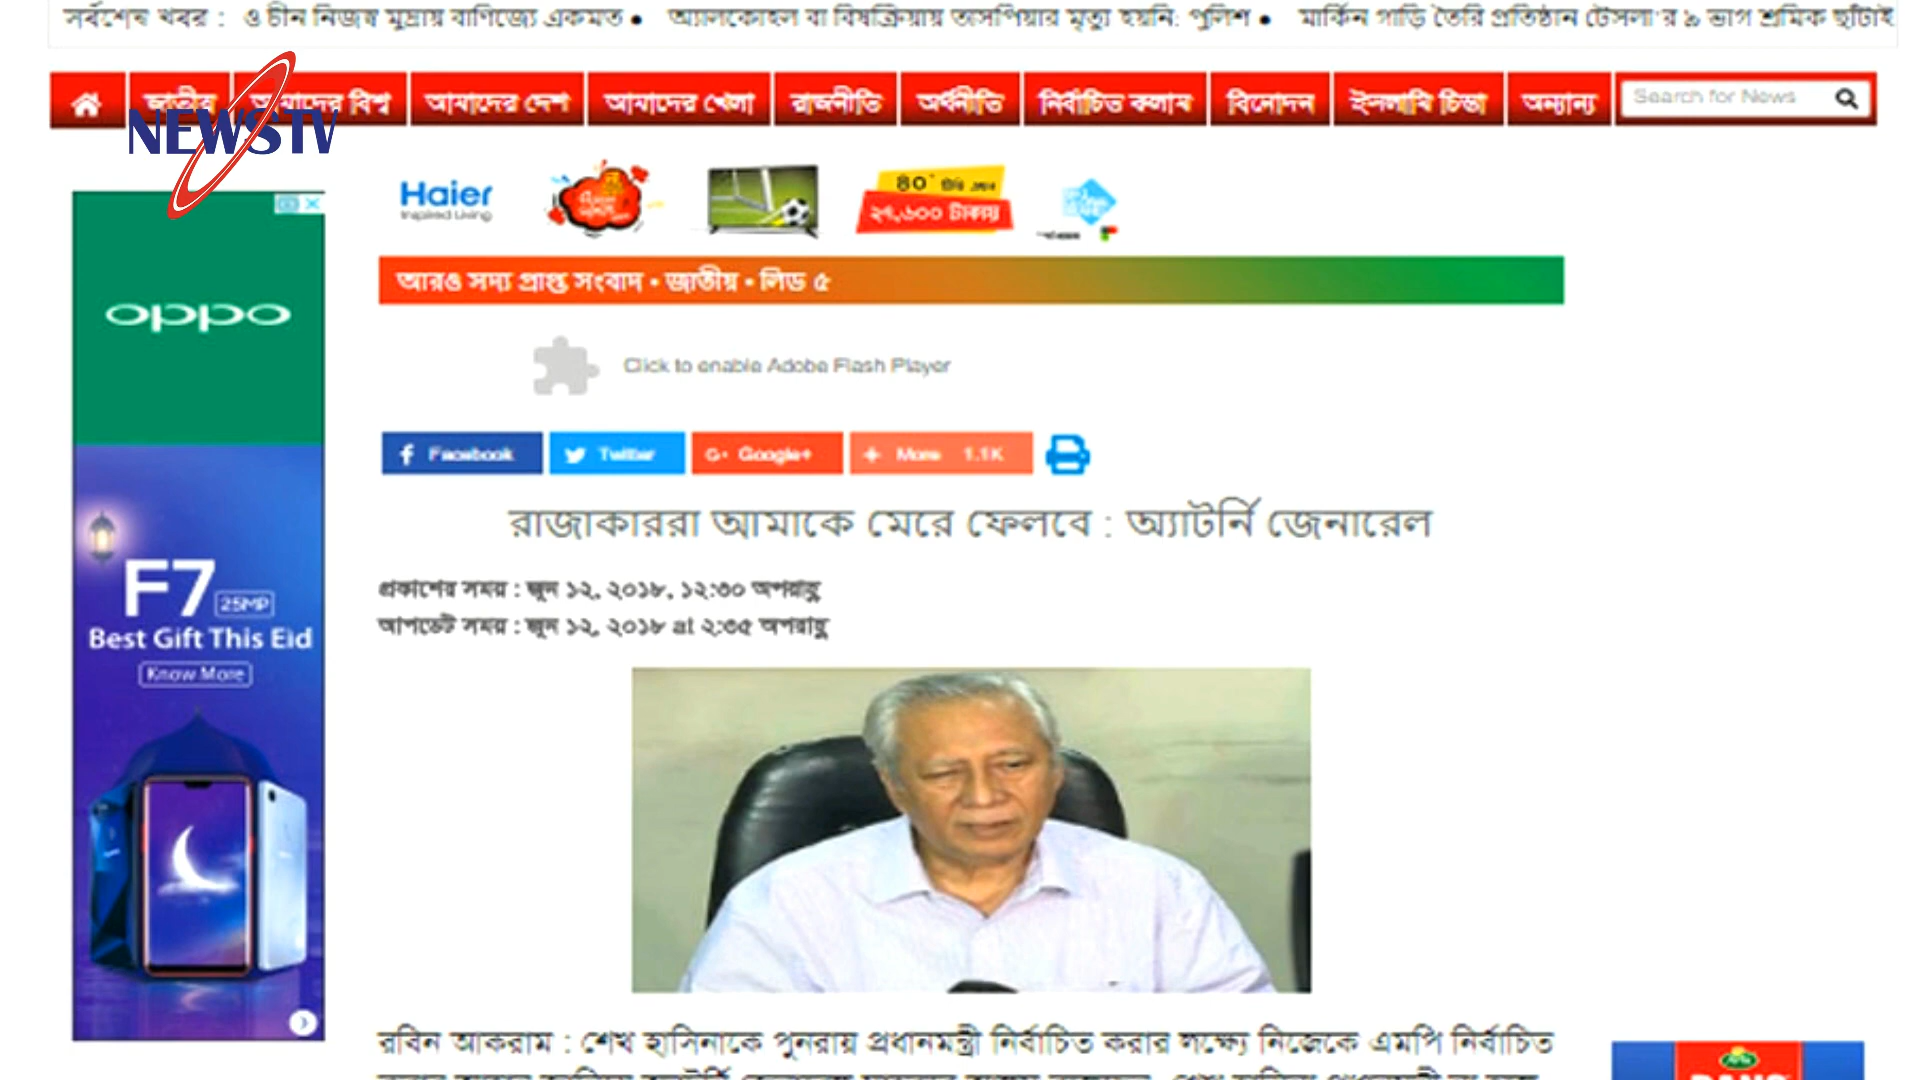 সর্বশেষ খবর : ও চীন নিজস্ব মুদ্রায় বাণিজ্যে একমত • অ্যালকোহল বা বিষক্রিয়ায় তাসপিয়ার মৃত্যু হয়নি: পুলিশ • মার্কিন গাড়ি তৈরি প্রতিষ্ঠান টেসলা'র ৯ ভাগ শ্রমিক ছাঁটাই
জাতীয় আমাদের বিশ্ব আমাদের দেশ আমাদের খেলা রাজনীতি অর্থনীতি নির্বাচিত কলাম বিনোদন ইসলামি চিন্তা অন্যান্য Search for News
NEWSTV
Haier
Inspired Living
40"
২৭,৬০০ টাকায়
আরও সদ্য প্রাপ্ত সংবাদ • জাতীয় • লিড ৫
oppo
Click to enable Adobe Flash Player
Facebook Twitter Google+ More 1.1K
রাজাকাররা আমাকে মেরে ফেলবে : অ্যাটর্নি জেনারেল
প্রকাশের সময় : জুন ১২, ২০১৮, ১২:৩০ অপরাহ্ণ
আপডেট সময় : জুন ১২, ২০১৮ at ২:৩৫ অপরাহ্ণ
F7 25MP
Best Gift This Eid
Know More
রবিন আকরাম : শেখ হাসিনাকে পুনরায় প্রধানমন্ত্রী নির্বাচিত করার লক্ষ্যে নিজেকে এমপি নির্বাচিত